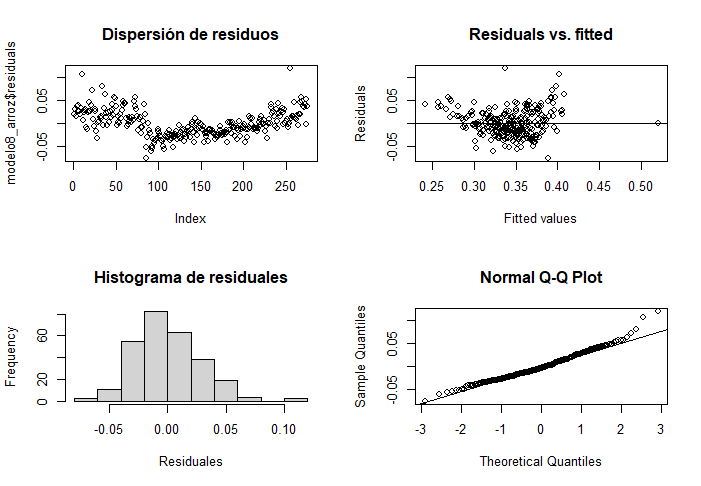 Dispersión de residuos
modelo8_arroz$residuals
-0.05 0.05
0 50 100 150 200 250
Index
Residuals vs. fitted
Residuals
-0.05 0.05
0.25 0.30 0.35 0.40 0.45 0.50
Fitted values
Histograma de residuales
Frequency
0 20 60
-0.05 0.00 0.05 0.10
Residuales
Normal Q-Q Plot
Sample Quantiles
-0.05 0.05
-3 -2 -1 0 1 2 3
Theoretical Quantiles